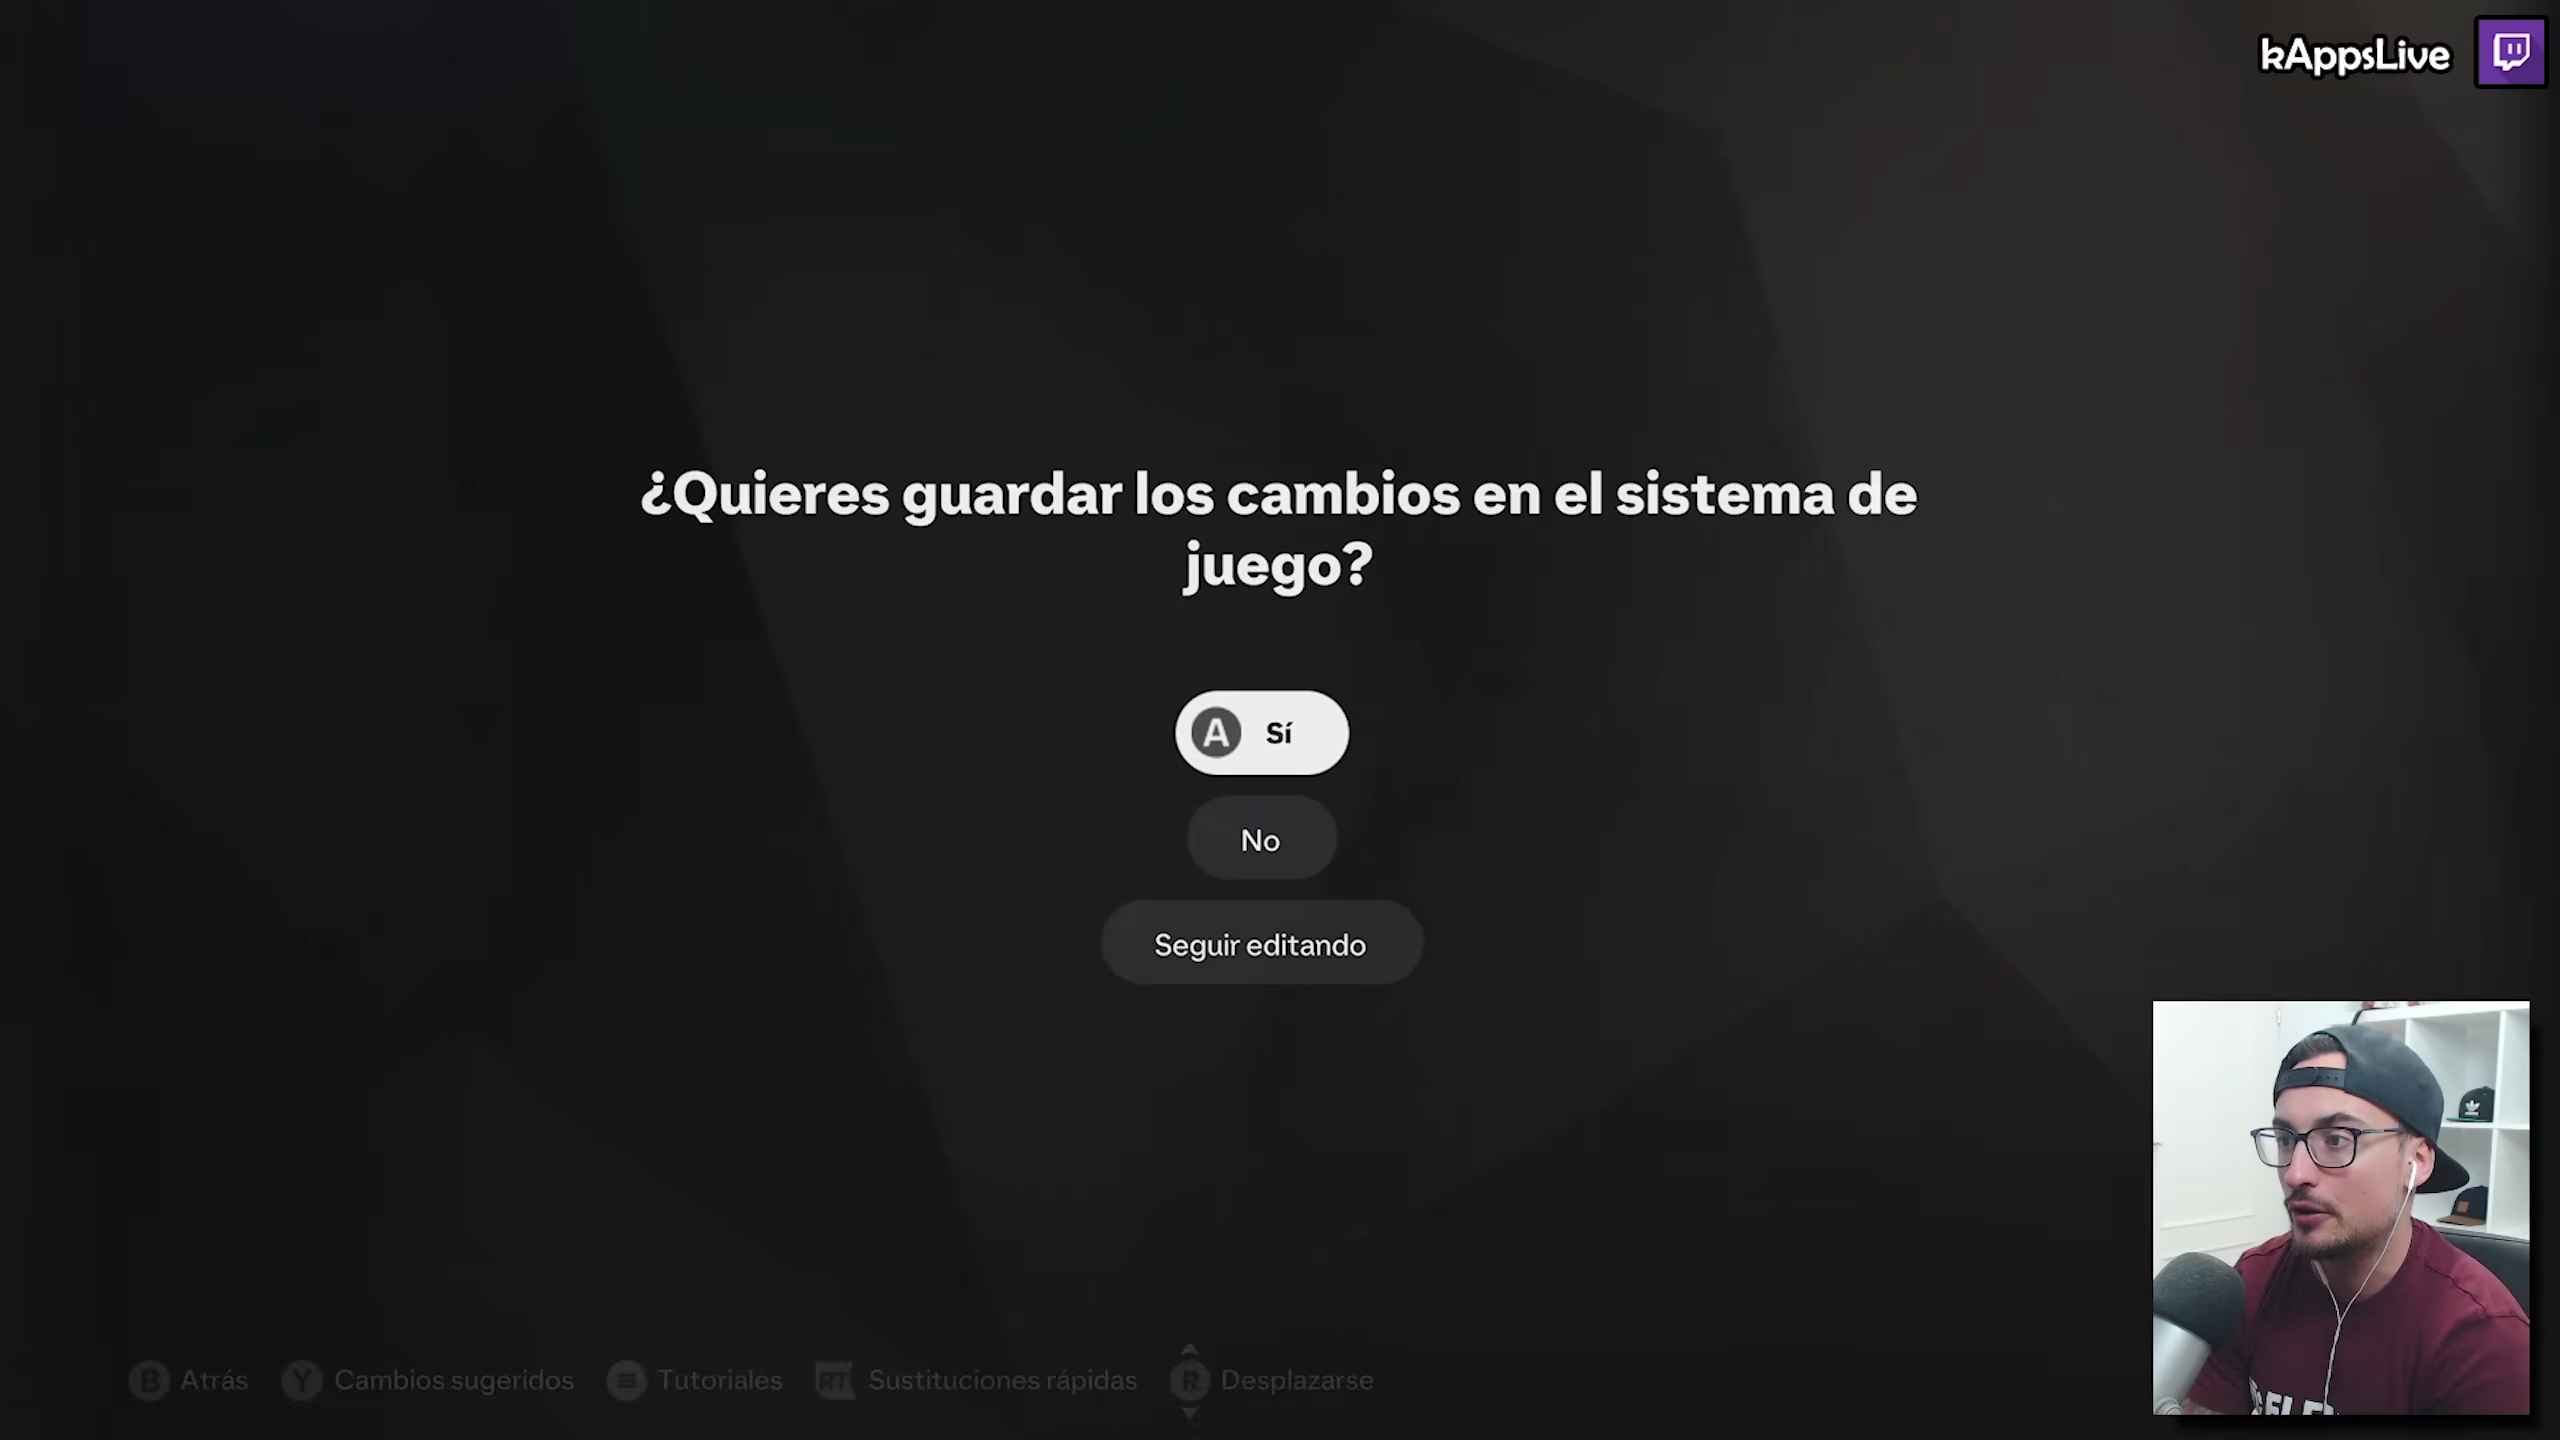 kAppsLive
¿Quieres guardar los cambios en el sistema de
juego?
A Sí
No
Seguir editando
B Atrás Y Cambios sugeridos Tutoriales RT Sustituciones rápidas R Desplazarse